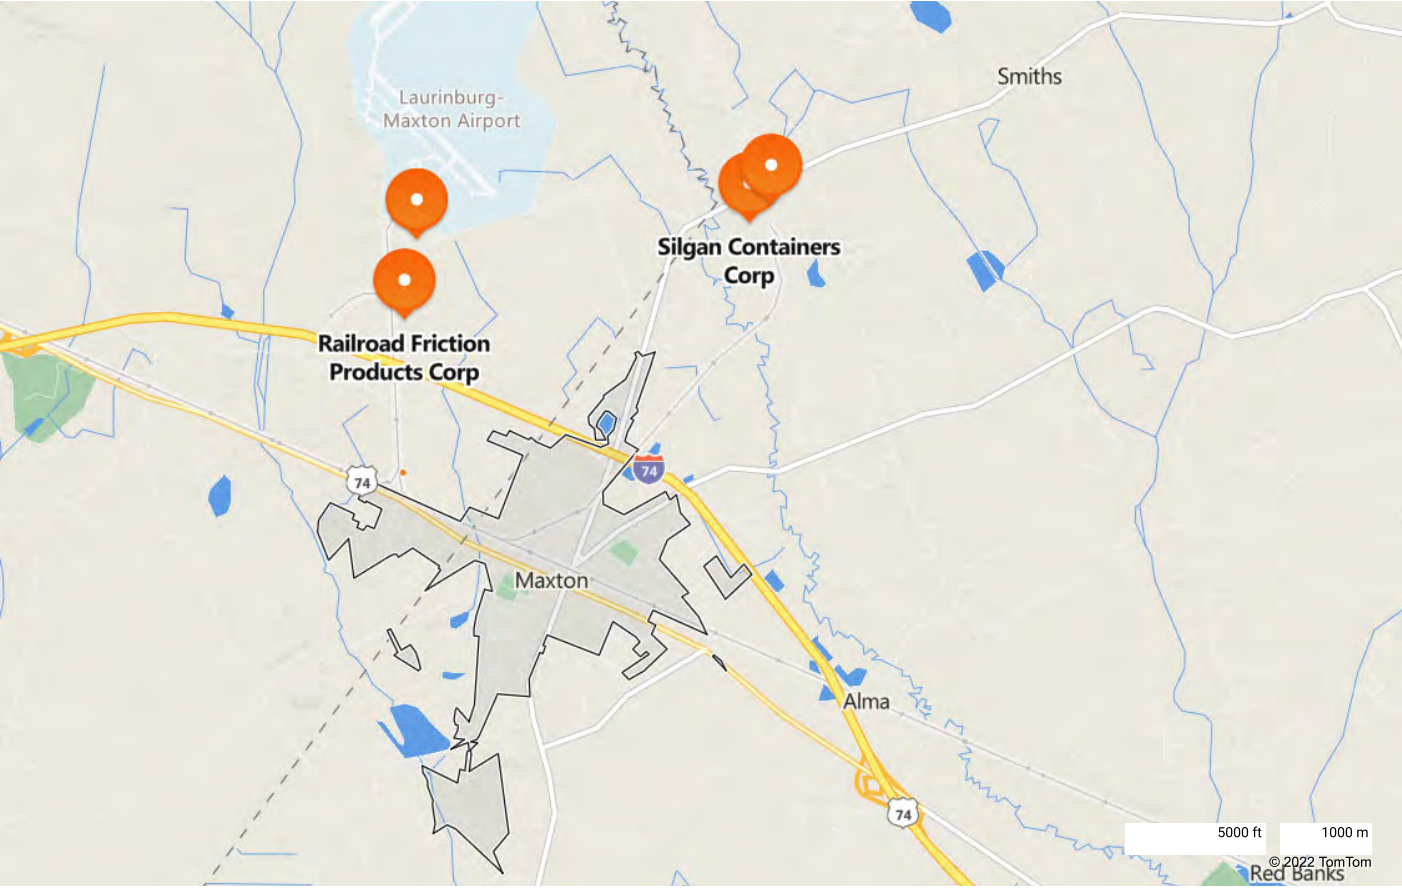 Smiths
Laurinburg-
Maxton Airport
Silgan Containers
Corp
Railroad Friction
Products Corp
74
74
Maxton
Alma
74
5000 ft
1000 m
© 2022 TomTom
Red Banks